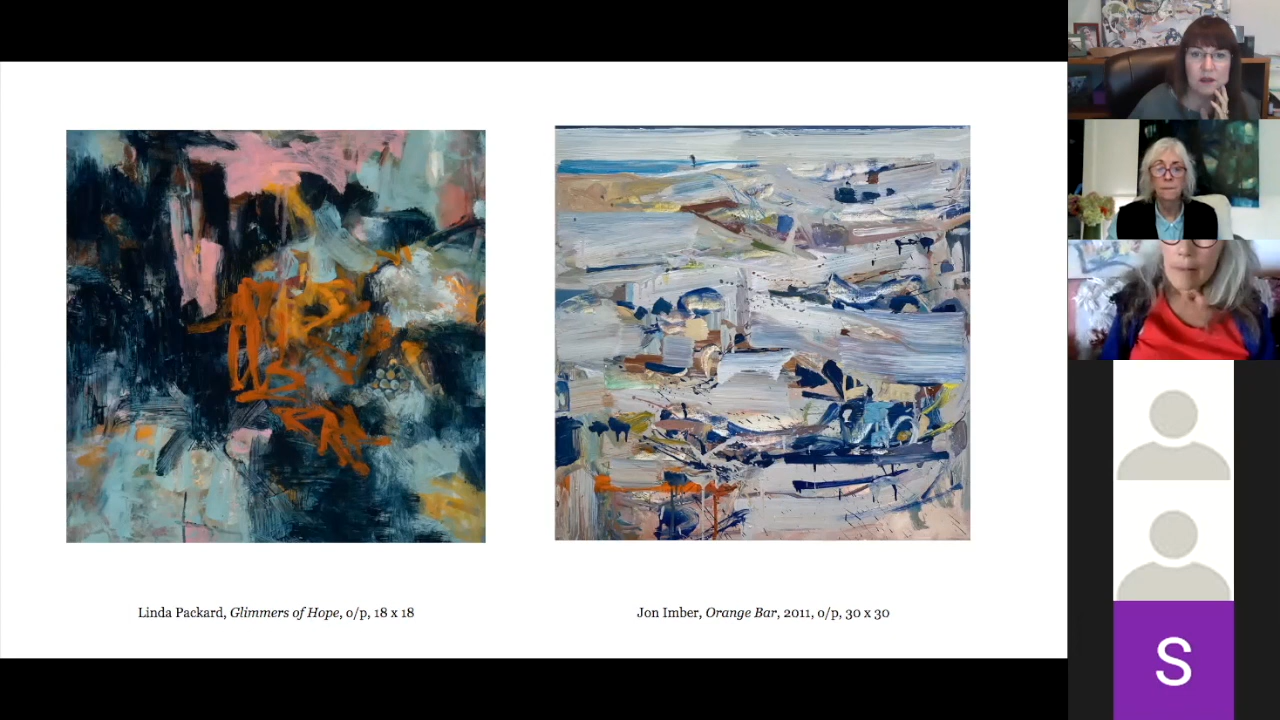 Linda Packard, Glimmers of Hope, o/p, 18 x 18
Jon Imber, Orange Bar, 2011, o/p, 30 x 30
S